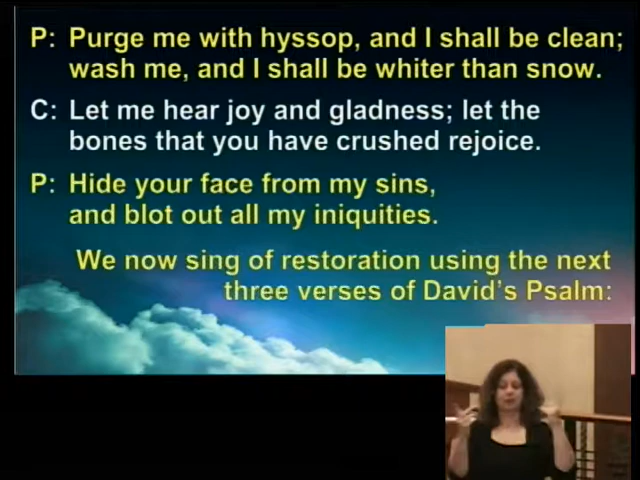 P: Purge me with hyssop, and I shall be clean;
wash me, and I shall be whiter than snow.
C: Let me hear joy and gladness; let the
bones that you have crushed rejoice.
P: Hide your face from my sins,
and blot out all my iniquities.
We now sing of restoration using the next
three verses of David's Psalm: